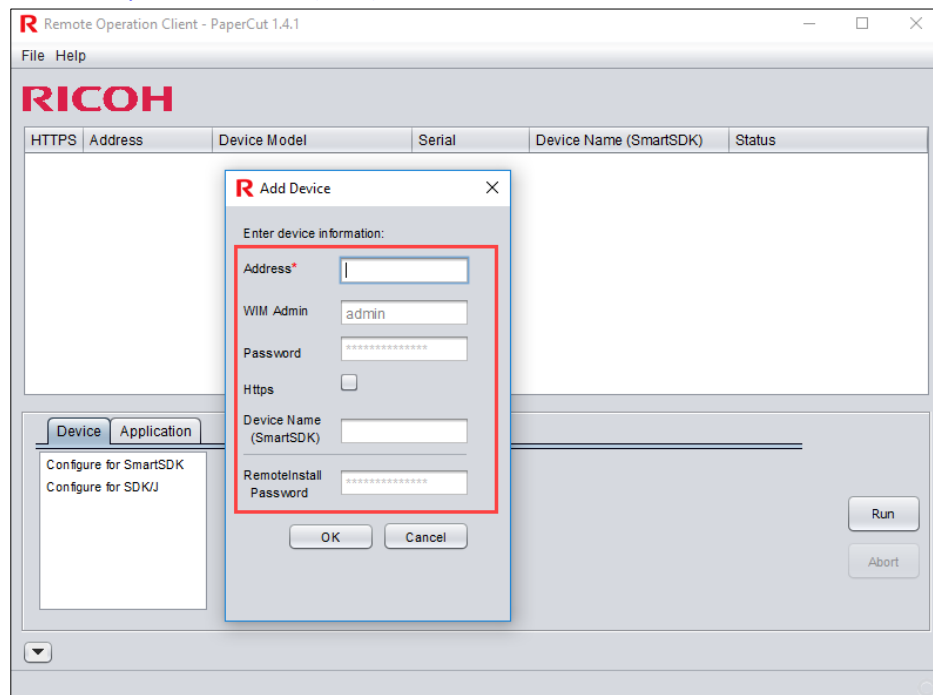 Remote Operation Client - PaperCut 1.4.1
File Help
RICOH
HTTPS Address Device Model Serial Device Name (SmartSDK) Status
Add Device
Enter device information:
Address*
WIM Admin admin
Password **************
Https
Device Name
(SmartSDK)
RemoteInstall
Password **************
OK Cancel
Device Application
Configure for SmartSDK
Configure for SDK/J
Run
Abort